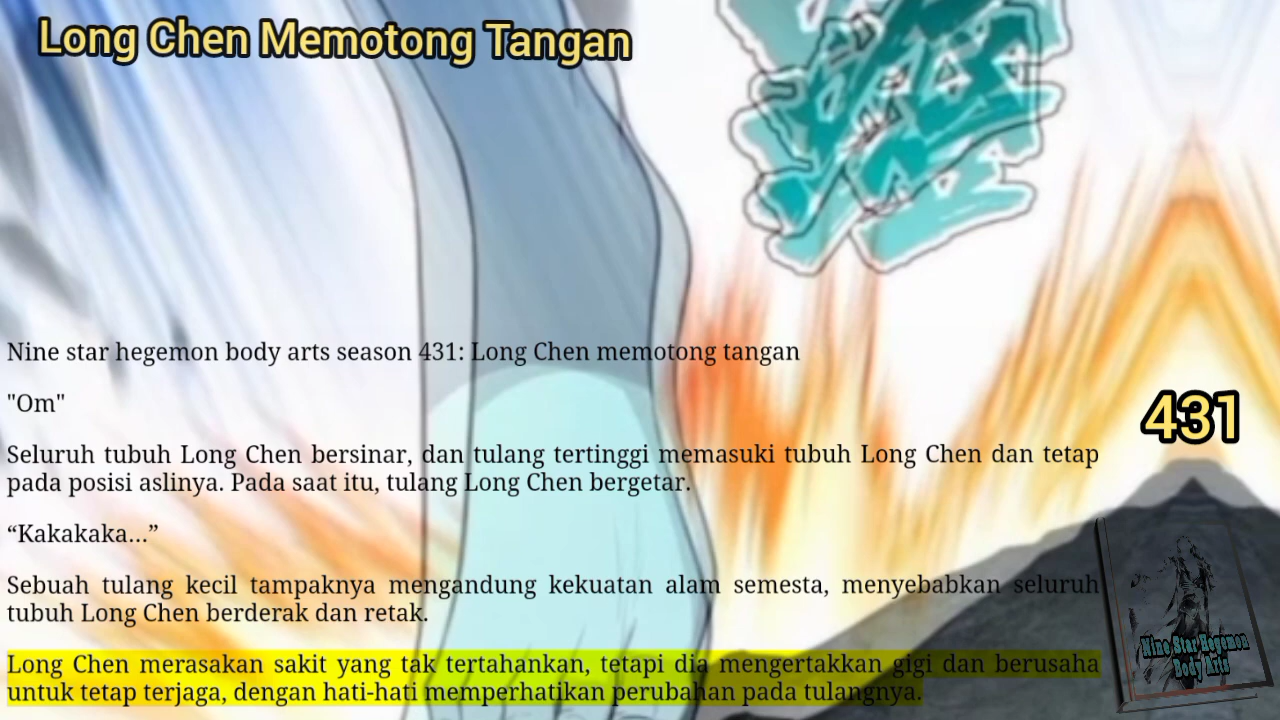 Long Chen Memotong Tangan
Nine star hegemon body arts season 431: Long Chen memotong tangan
"Om"
Seluruh tubuh Long Chen bersinar, dan tulang tertinggi memasuki tubuh Long Chen dan tetap
pada posisi aslinya. Pada saat itu, tulang Long Chen bergetar.
“Kakakaka...”
Sebuah tulang kecil tampaknya mengandung kekuatan alam semesta, menyebabkan seluruh
tubuh Long Chen berderak dan retak.
Long Chen merasakan sakit yang tak tertahankan, tetapi dia mengertakkan gigi dan berusaha
untuk tetap terjaga, dengan hati-hati memperhatikan perubahan pada tulangnya.
431
Nine Star Hegemon
Body Arts